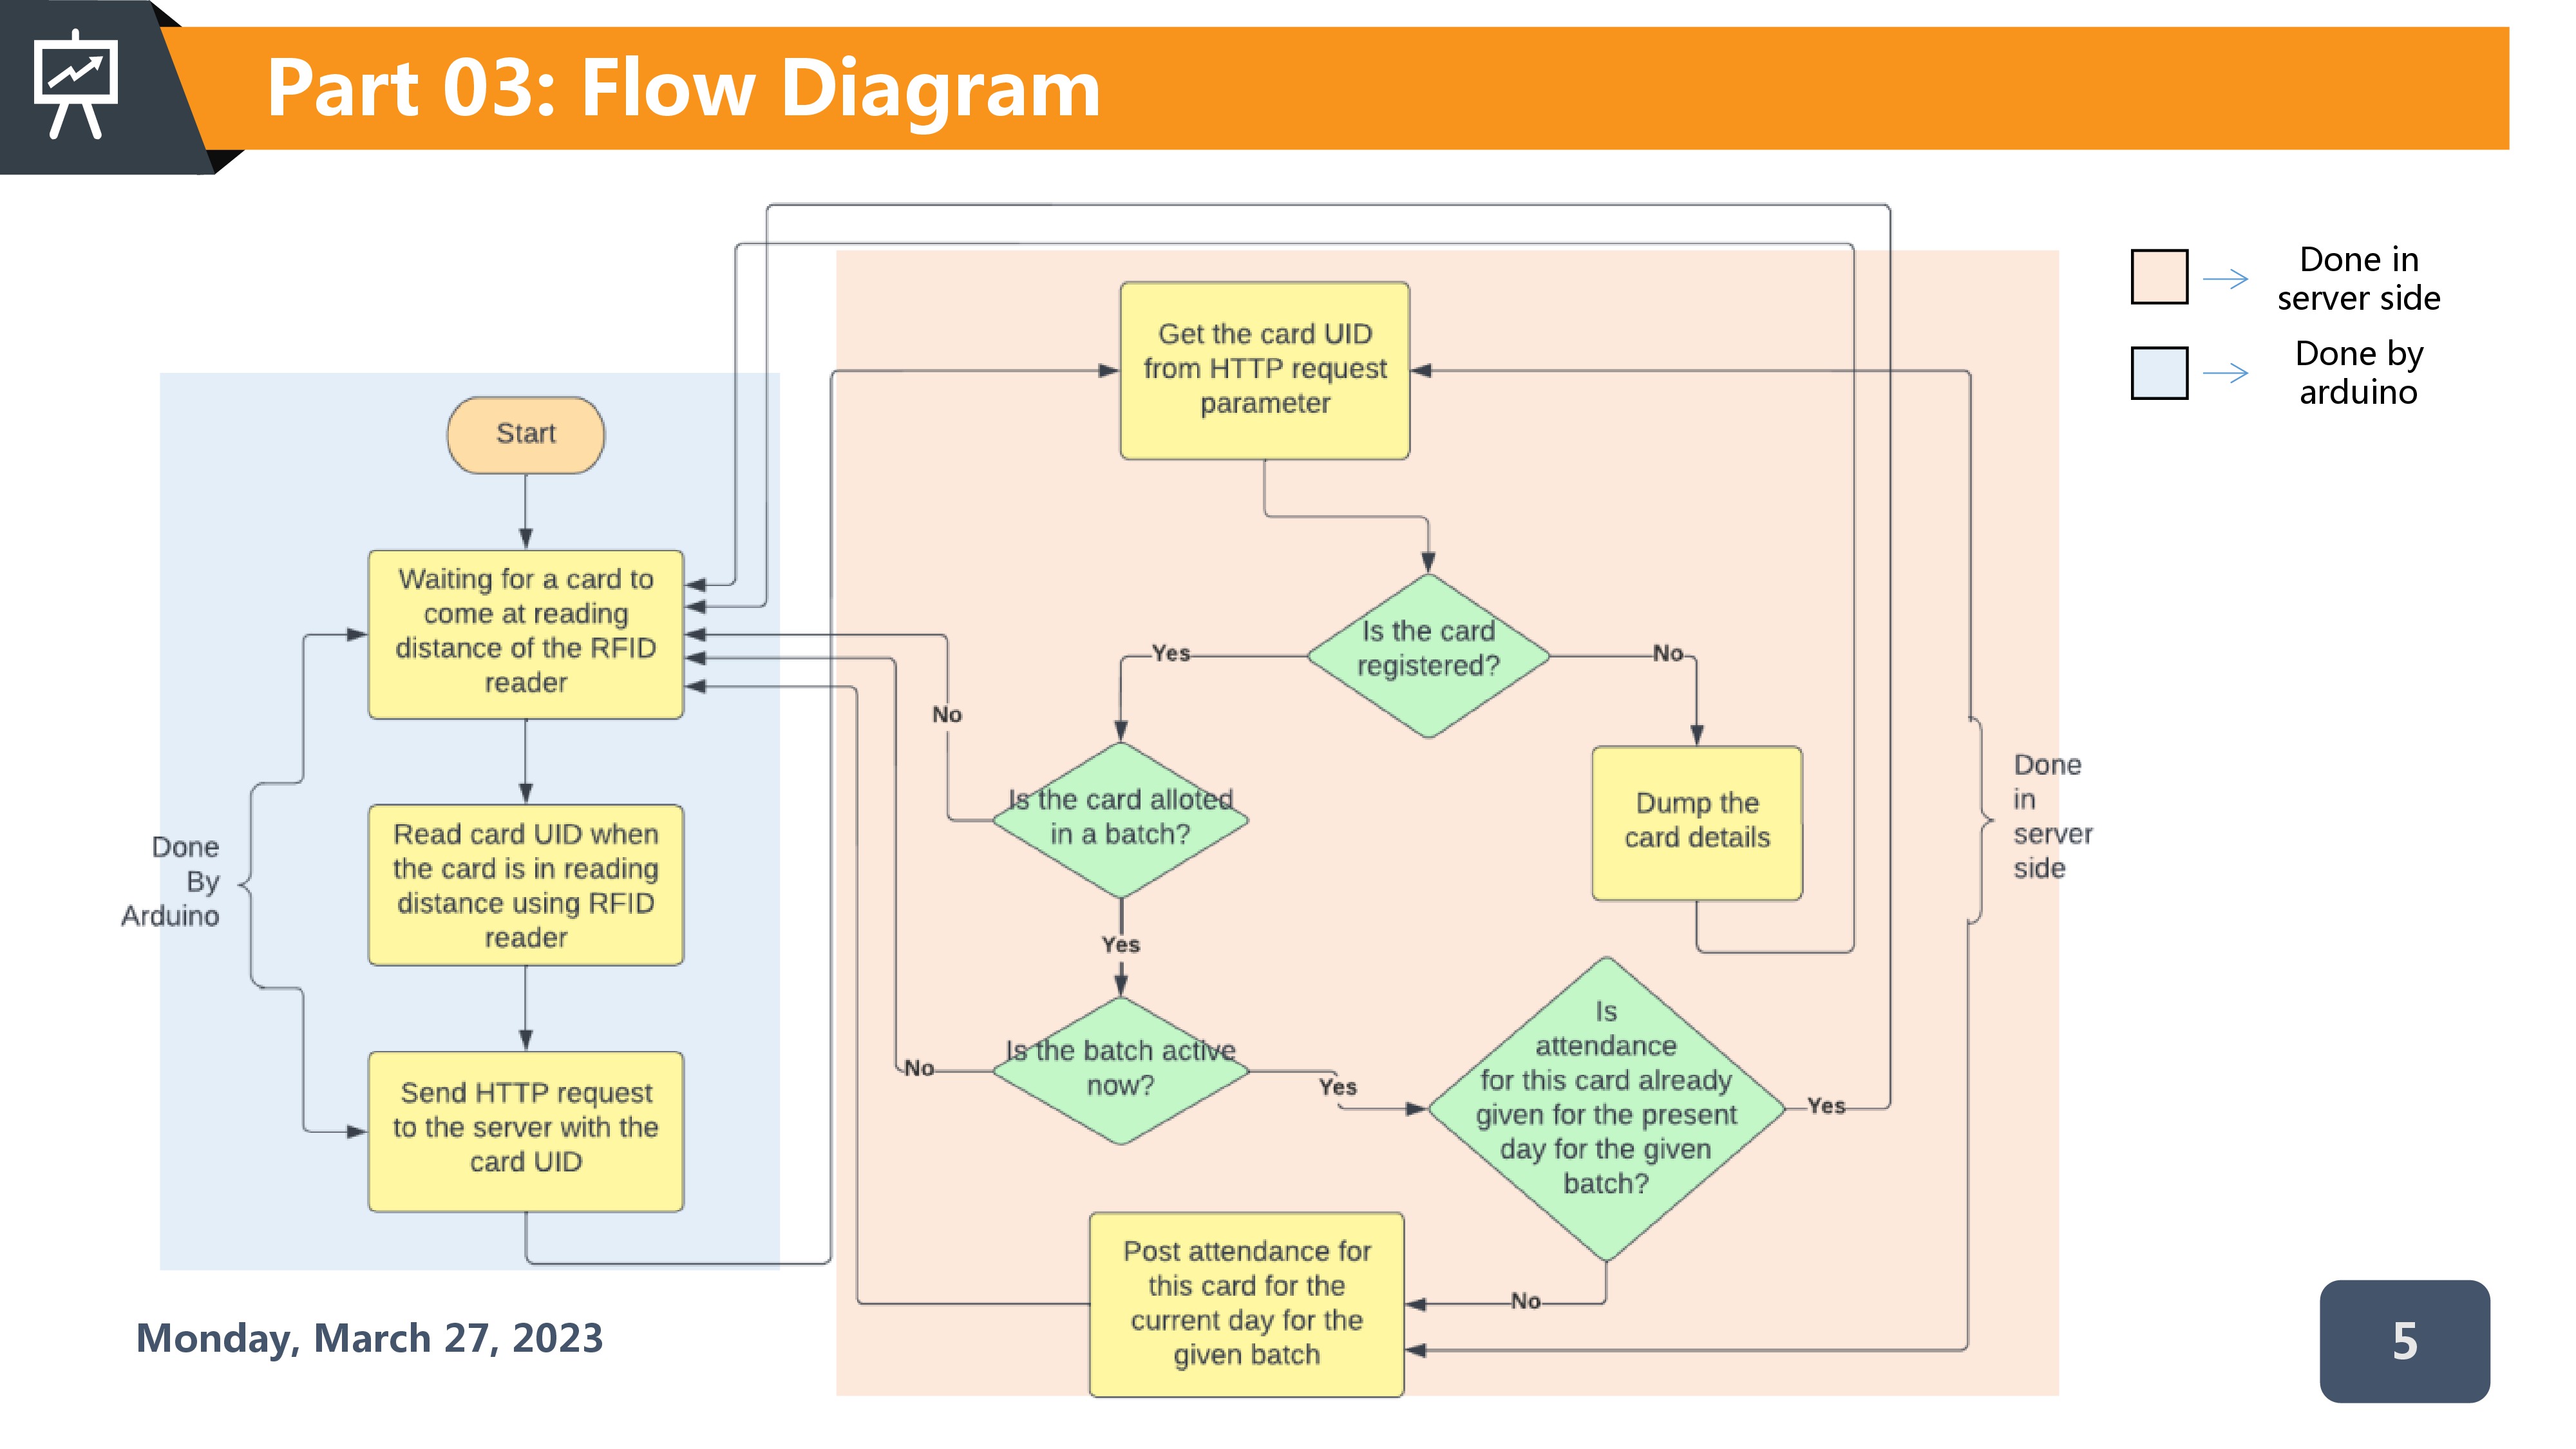 Part 03: Flow Diagram
Done in
server side
Done by
arduino
Start
Waiting for a card to
come at reading
distance of the RFID
reader
Read card UID when
the card is in reading
distance using RFID
reader
Send HTTP request
to the server with the
card UID
Done
By
Arduino
Get the card UID
from HTTP request
parameter
Is the card
registered?
Yes
No
Is the card alloted
in a batch?
No
Yes
Dump the
card details
Is the batch active
now?
No
Yes
Is
attendance
for this card already
given for the present
day for the given
batch?
Yes
No
Post attendance for
this card for the
current day for the
given batch
Done
in
server
side
Monday, March 27, 2023
5